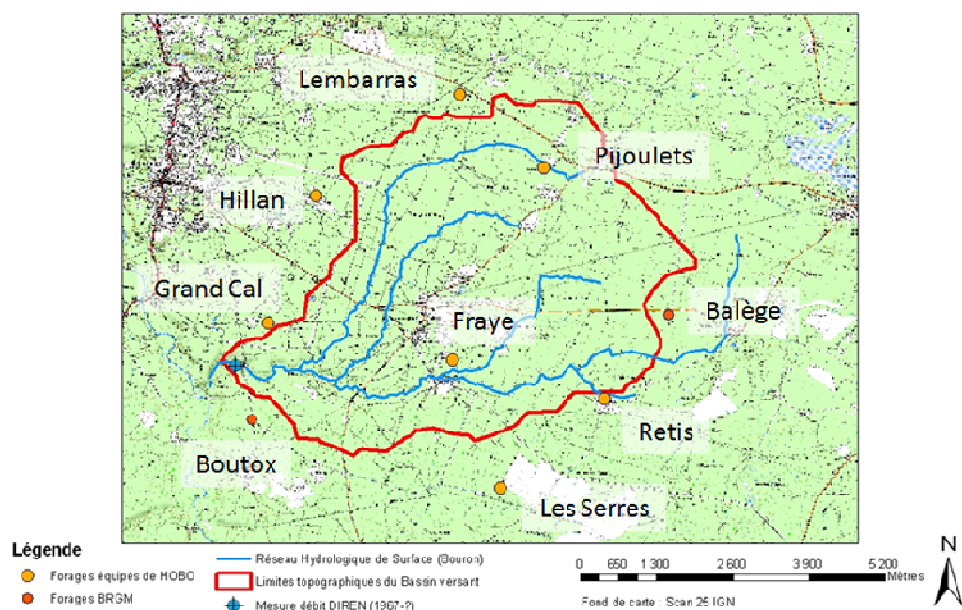 Lembarras
Pijoulets
Hillan
Grand Cal
Balège
Fraye
Retis
Boutox
Les Serres
Légende
Forages équipes de HOBO
Forages BRGM
Réseau Hydrologique de Surface (Bouron)
Limites topographiques du Bassin versant
Mesure débit DIREN (1967-?)
0 650 1 300 2 600 3 900 5 200
Mètres
Fond de carte : Scan 25 IGN
N